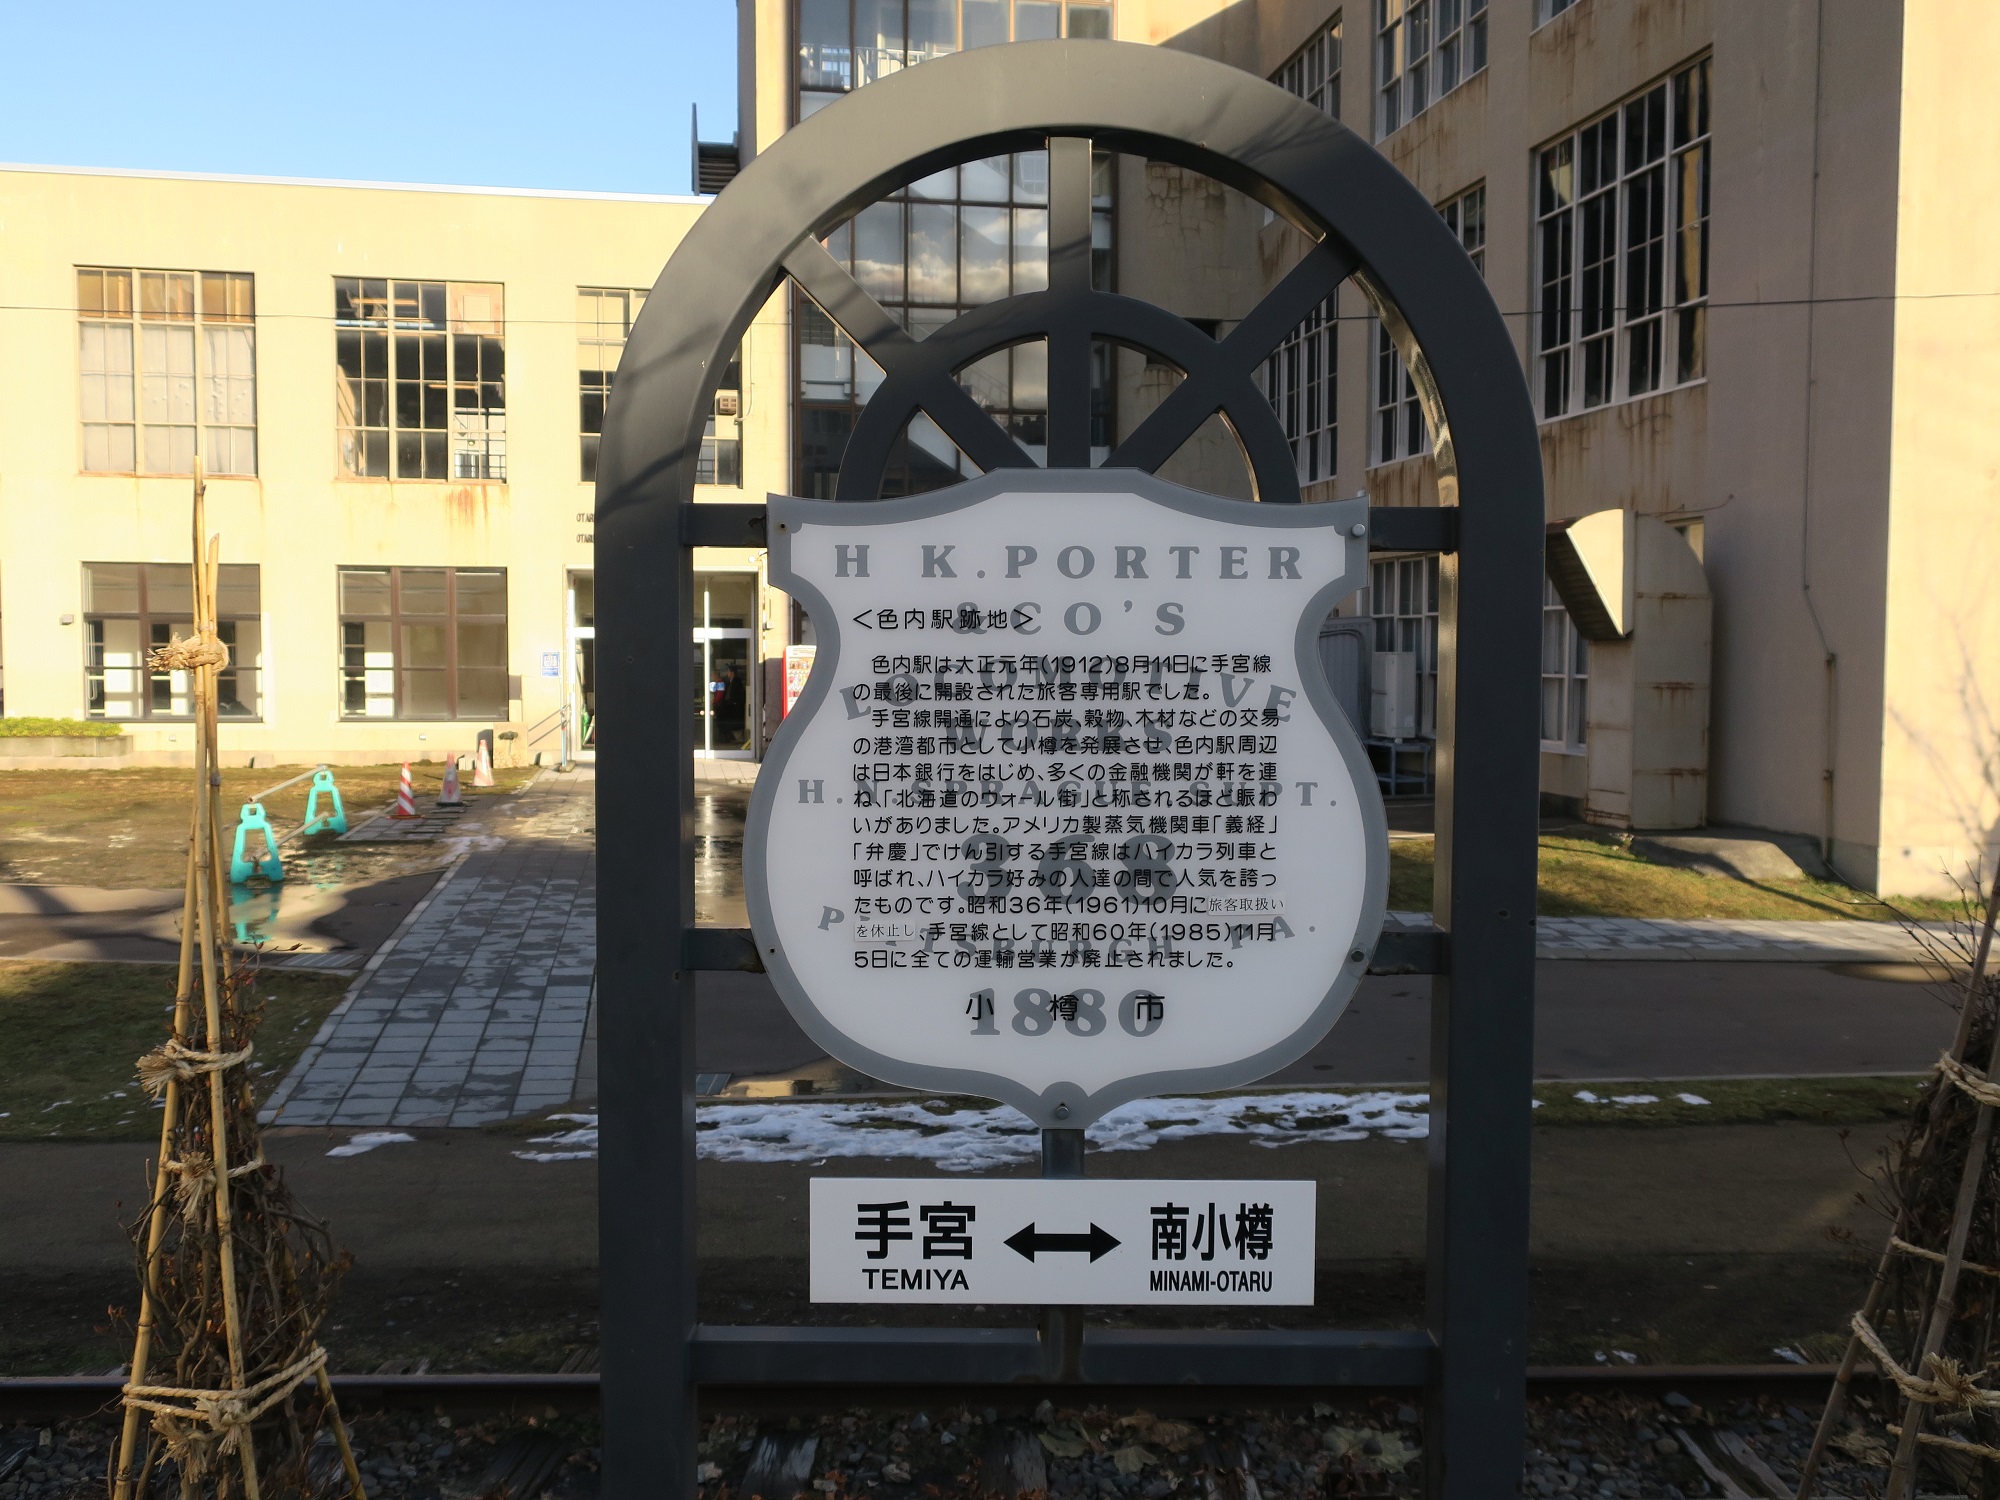 H K.PORTER
&CO'S
LOCOMOTIVE
WORKS
H.N.SPRAGUE.SUPT.
368
PITTSBURGH, PA.
1880
＜色内駅跡地＞
色内駅は大正元年(1912)8月11日に手宮線
の最後に開設された旅客専用駅でした。
手宮線開通により石炭、穀物、木材などの交易
の港湾都市として小樽を発展させ、色内駅周辺
は日本銀行をはじめ、多くの金融機関が軒を連
ね、「北海道のウォール街」と称されるほど賑わ
いがありました。アメリカ製蒸気機関車「義経」
「弁慶」でけん引する手宮線はハイカラ列車と
呼ばれ、ハイカラ好みの人達の間で人気を誇っ
たものです。昭和36年(1961)10月に旅客取扱い
を休止し、手宮線として昭和60年(1985)11月
5日に全ての運輸営業が廃止されました。
小樽市
手宮 ↔ 南小樽
TEMIYA MINAMI-OTARU